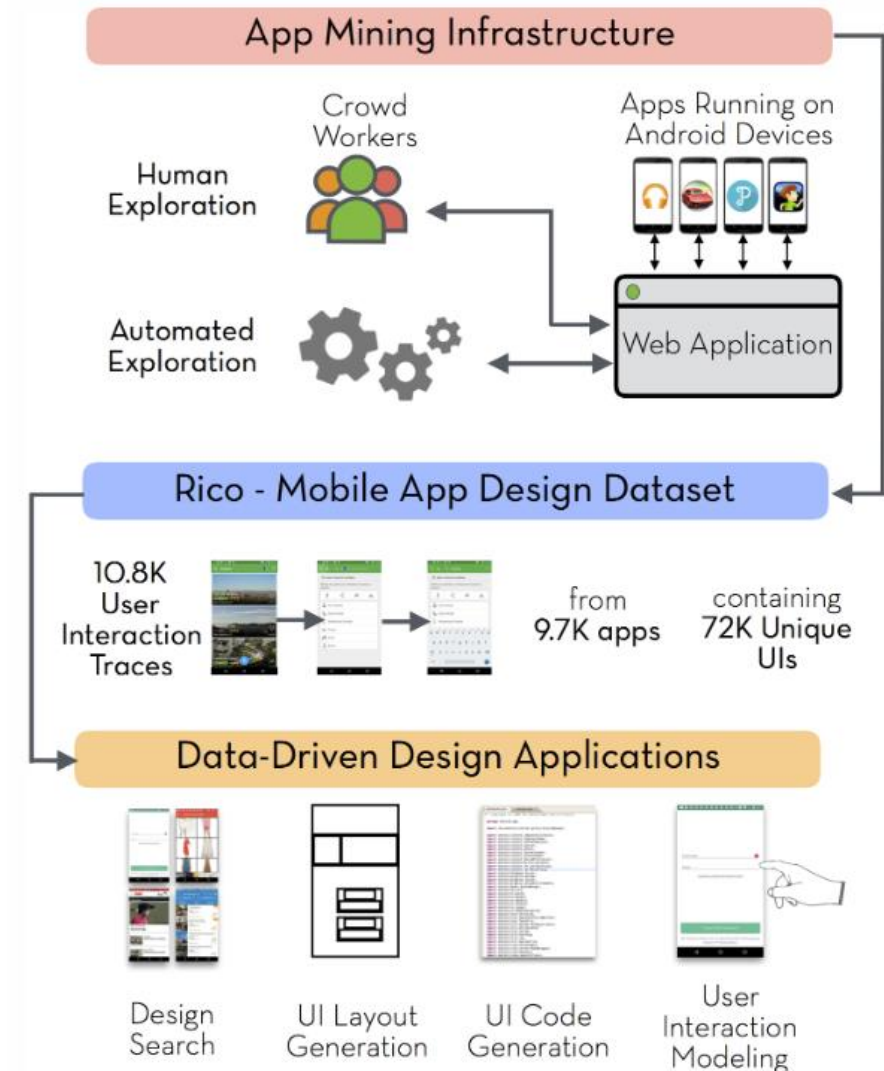 App Mining Infrastructure
Crowd
Workers
Apps Running on
Android Devices
Human
Exploration
Automated
Exploration
Web Application
Rico - Mobile App Design Dataset
10.8K
User
Interaction
Traces
from
9.7K apps
containing
72K Unique
UIs
Data-Driven Design Applications
Design
Search
UI Layout
Generation
UI Code
Generation
User
Interaction
Modeling